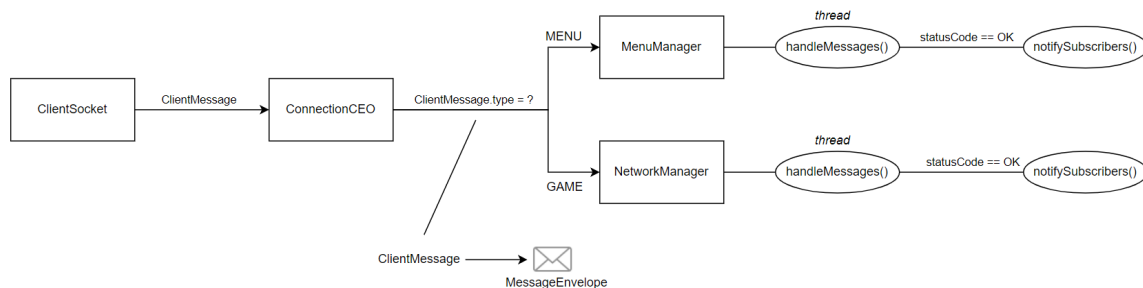 thread
MENU
MenuManager
handleMessages()
statusCode == OK
notifySubscribers()
ClientSocket
ClientMessage
ConnectionCEO
ClientMessage.type = ?
thread
GAME
NetworkManager
handleMessages()
statusCode == OK
notifySubscribers()
ClientMessage
MessageEnvelope